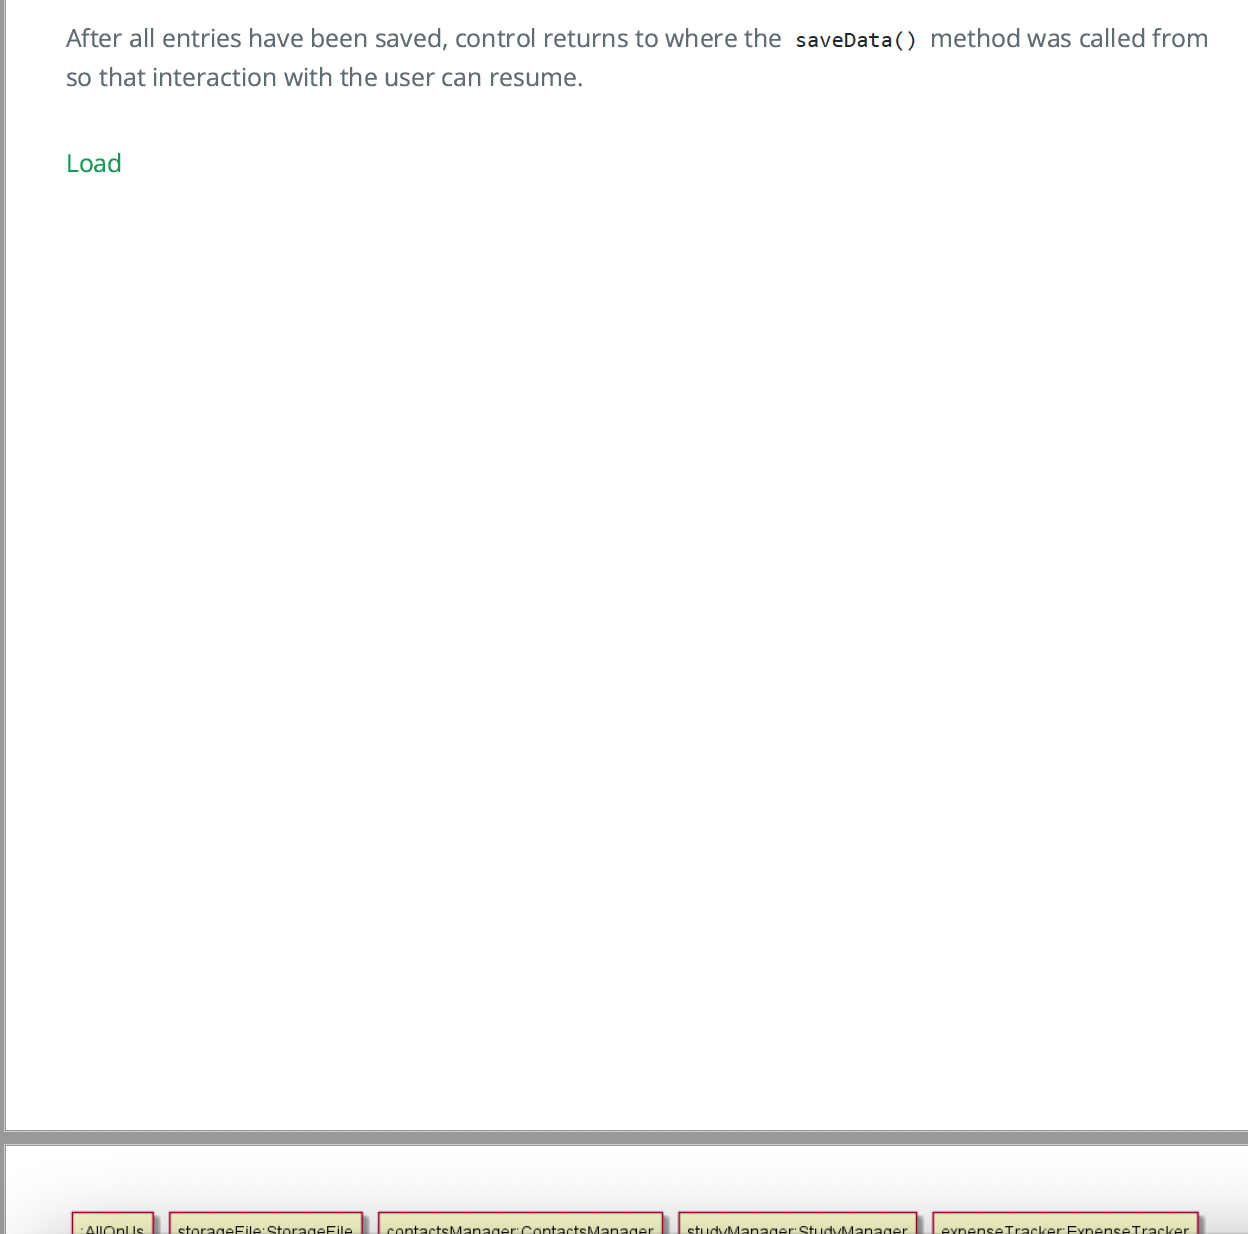 After all entries have been saved, control returns to where the saveData() method was called from
so that interaction with the user can resume.
Load
:AllOnUs storageFile:StorageFile contactsManager:ContactsManager studyManager:StudyManager expenseTracker:ExpenseTracker